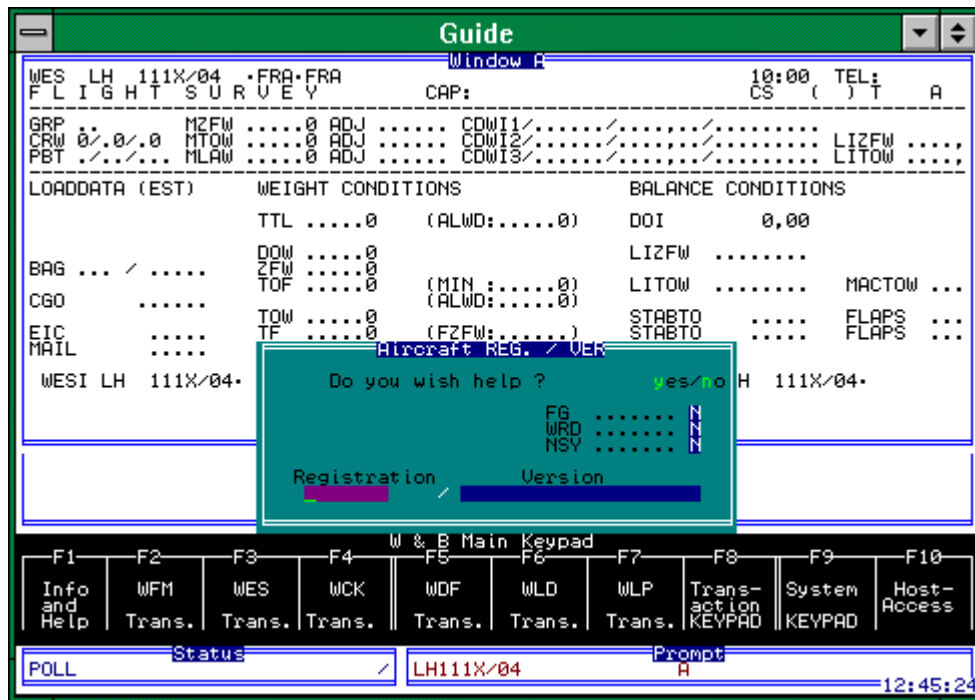 Guide
Window A
WES LH 111X/04 ·FRA·FRA 10:00 TEL:
F L I G H T S U R V E Y CAP: CS ( ) T A
GRP .. MZFW .....0 ADJ ...... CDWI1/....../....,../..........
CRW 0/.0/.0 MTOW .....0 ADJ ...... CDWI2/....../....,../.......... LIZFW ....,
PBT ./../... MLAW .....0 ADJ ...... CDWI3/....../....,../.......... LITOW ....,
LOADDATA (EST) WEIGHT CONDITIONS BALANCE CONDITIONS
TTL .....0 (ALWD:.....0) DOI 0,00
DOW .....0 LIZFW ........
BAG ... / ..... ZFW .....0
TOF .....0 (MIN :.....0) LITOW ........ MACTOW ...
CGO ...... (ALWD:.....0)
TOW .....0 STABTO ..... FLAPS ...
EIC ..... TF .....0 (FZFW:......) STABTO ..... FLAPS ...
MAIL .....
Aircraft REG. / VER
WESI LH 111X/04· Do you wish help ? yes/no H 111X/04·
FG ....... N
WRD ....... N
NSY ....... N
Registration Version
_ /
W & B Main Keypad
F1 F2 F3 F4 F5 F6 F7 F8 F9 F10
Info WFM WES WCK WDF WLD WLP Trans- System Host-
and action Access
Help Trans. Trans. Trans. Trans. Trans. Trans. KEYPAD KEYPAD
Status Prompt
POLL / LH111X/04 A
12:45:24